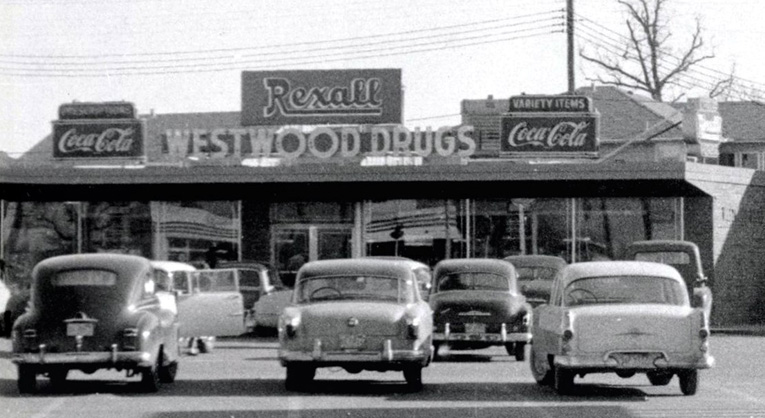 Rexall
PRESCRIPTIONS
Coca-Cola
WESTWOOD DRUGS
VARIETY ITEMS
Coca-Cola